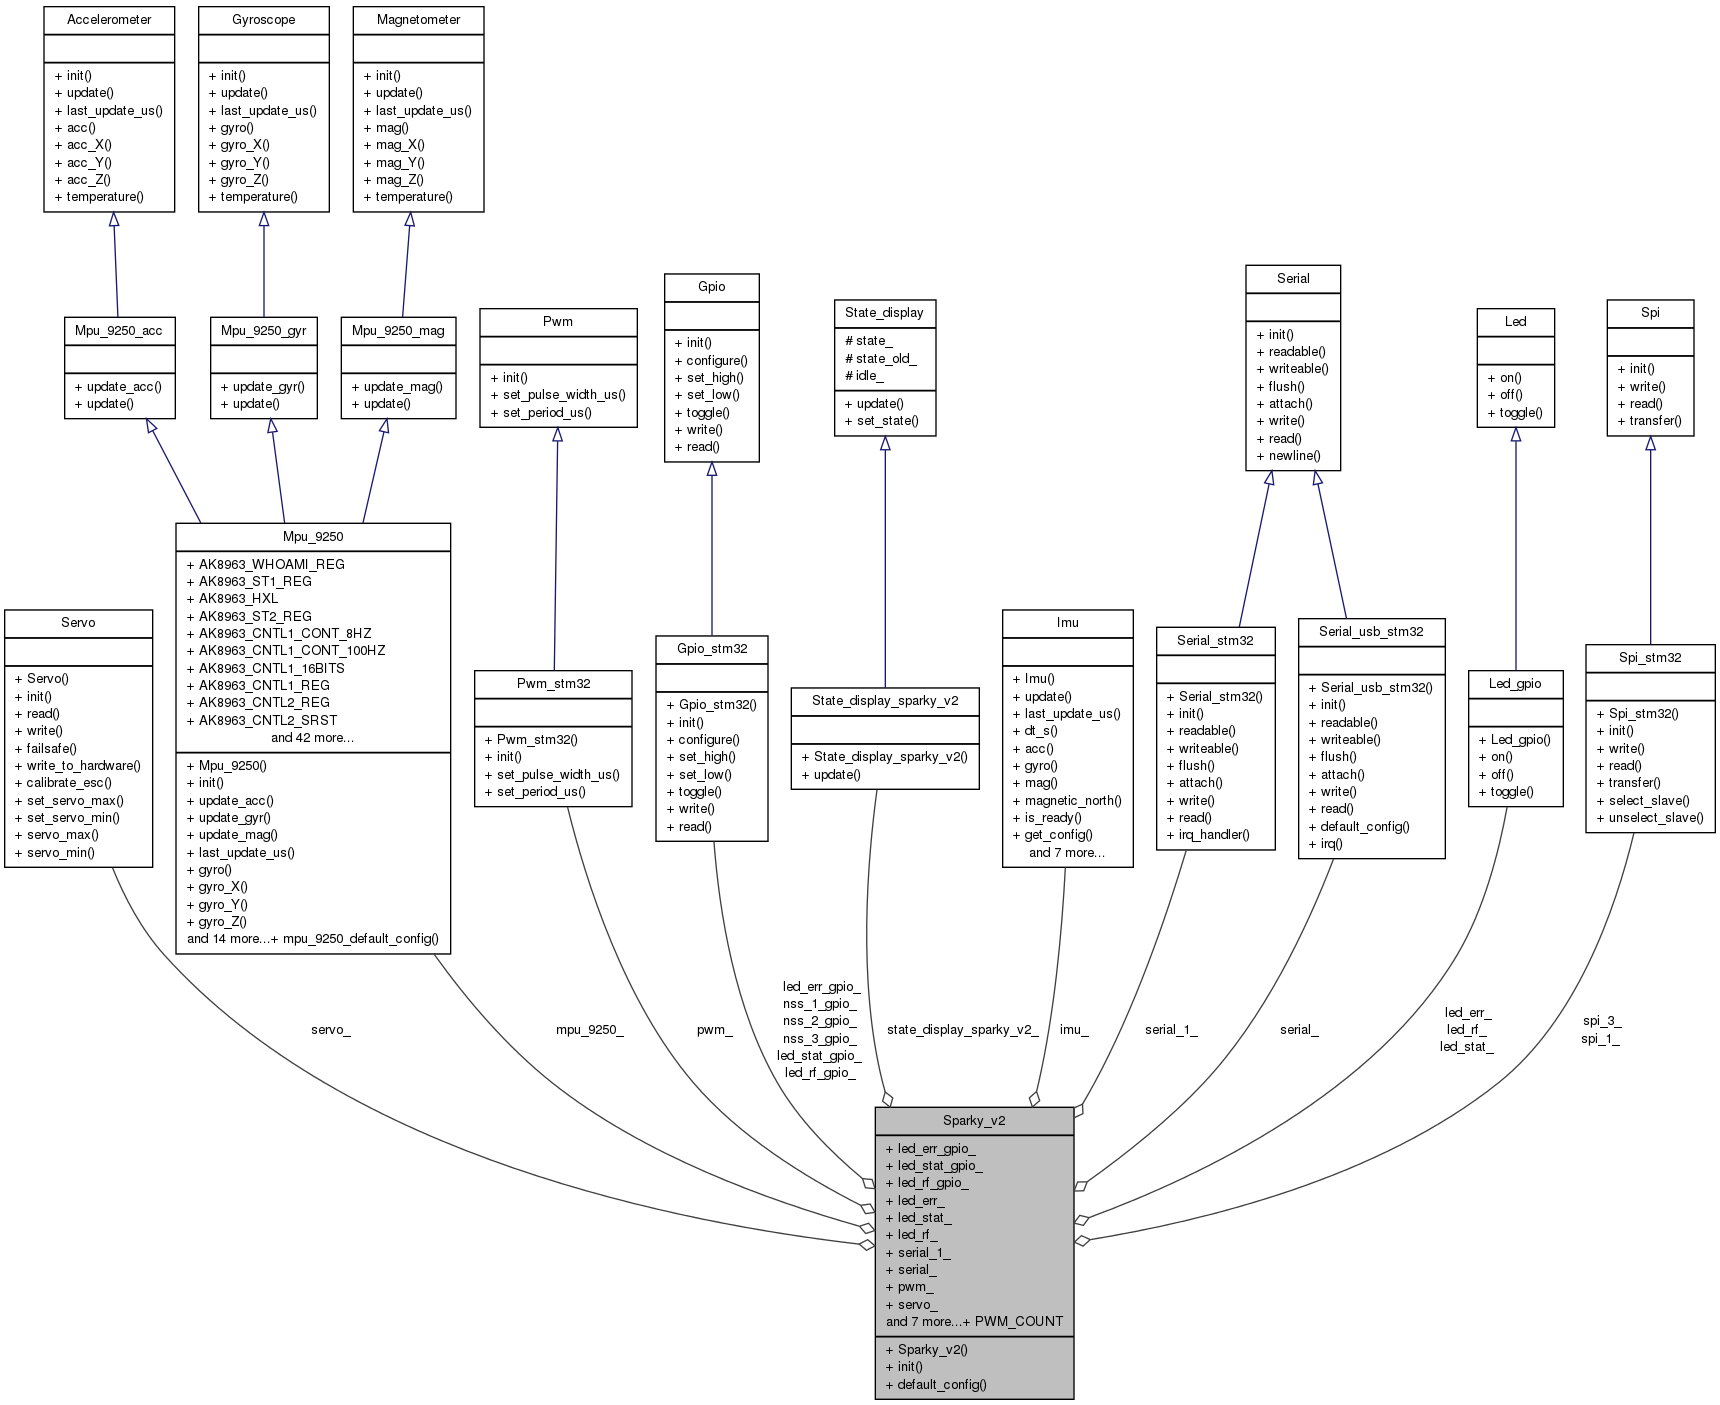 Accelerometer
+ init()
+ update()
+ last_update_us()
+ acc()
+ acc_X()
+ acc_Y()
+ acc_Z()
+ temperature()
Gyroscope
+ init()
+ update()
+ last_update_us()
+ gyro()
+ gyro_X()
+ gyro_Y()
+ gyro_Z()
+ temperature()
Magnetometer
+ init()
+ update()
+ last_update_us()
+ mag()
+ mag_X()
+ mag_Y()
+ mag_Z()
+ temperature()
Mpu_9250_acc
+ update_acc()
+ update()
Mpu_9250_gyr
+ update_gyr()
+ update()
Mpu_9250_mag
+ update_mag()
+ update()
Pwm
+ init()
+ set_pulse_width_us()
+ set_period_us()
Gpio
+ init()
+ configure()
+ set_high()
+ set_low()
+ toggle()
+ write()
+ read()
State_display
# state_
# state_old_
# idle_
+ update()
+ set_state()
Serial
+ init()
+ readable()
+ writeable()
+ flush()
+ attach()
+ write()
+ read()
+ newline()
Led
+ on()
+ off()
+ toggle()
Spi
+ init()
+ write()
+ read()
+ transfer()
Servo
+ Servo()
+ init()
+ read()
+ write()
+ failsafe()
+ write_to_hardware()
+ calibrate_esc()
+ set_servo_max()
+ set_servo_min()
+ servo_max()
+ servo_min()
Mpu_9250
+ AK8963_WHOAMI_REG
+ AK8963_ST1_REG
+ AK8963_HXL
+ AK8963_ST2_REG
+ AK8963_CNTL1_CONT_8HZ
+ AK8963_CNTL1_CONT_100HZ
+ AK8963_CNTL1_16BITS
+ AK8963_CNTL1_REG
+ AK8963_CNTL2_REG
+ AK8963_CNTL2_SRST
and 42 more...
+ Mpu_9250()
+ init()
+ update_acc()
+ update_gyr()
+ update_mag()
+ last_update_us()
+ gyro()
+ gyro_X()
+ gyro_Y()
+ gyro_Z()
and 14 more...+ mpu_9250_default_config()
Pwm_stm32
+ Pwm_stm32()
+ init()
+ set_pulse_width_us()
+ set_period_us()
Gpio_stm32
+ Gpio_stm32()
+ init()
+ configure()
+ set_high()
+ set_low()
+ toggle()
+ write()
+ read()
State_display_sparky_v2
+ State_display_sparky_v2()
+ update()
Imu
+ Imu()
+ update()
+ last_update_us()
+ dt_s()
+ acc()
+ gyro()
+ mag()
+ magnetic_north()
+ is_ready()
+ get_config()
and 7 more...
Serial_stm32
+ Serial_stm32()
+ init()
+ readable()
+ writeable()
+ flush()
+ attach()
+ write()
+ read()
+ irq_handler()
Serial_usb_stm32
+ Serial_usb_stm32()
+ init()
+ readable()
+ writeable()
+ flush()
+ attach()
+ write()
+ read()
+ default_config()
+ irq()
Led_gpio
+ Led_gpio()
+ on()
+ off()
+ toggle()
Spi_stm32
+ Spi_stm32()
+ init()
+ write()
+ read()
+ transfer()
+ select_slave()
+ unselect_slave()
servo_
mpu_9250_
pwm_
led_err_gpio_
nss_1_gpio_
nss_2_gpio_
nss_3_gpio_
led_stat_gpio_
led_rf_gpio_
state_display_sparky_v2_
imu_
serial_1_
serial_
led_err_
led_rf_
led_stat_
spi_3_
spi_1_
Sparky_v2
+ led_err_gpio_
+ led_stat_gpio_
+ led_rf_gpio_
+ led_err_
+ led_stat_
+ led_rf_
+ serial_1_
+ serial_
+ pwm_
+ servo_
and 7 more...+ PWM_COUNT
+ Sparky_v2()
+ init()
+ default_config()